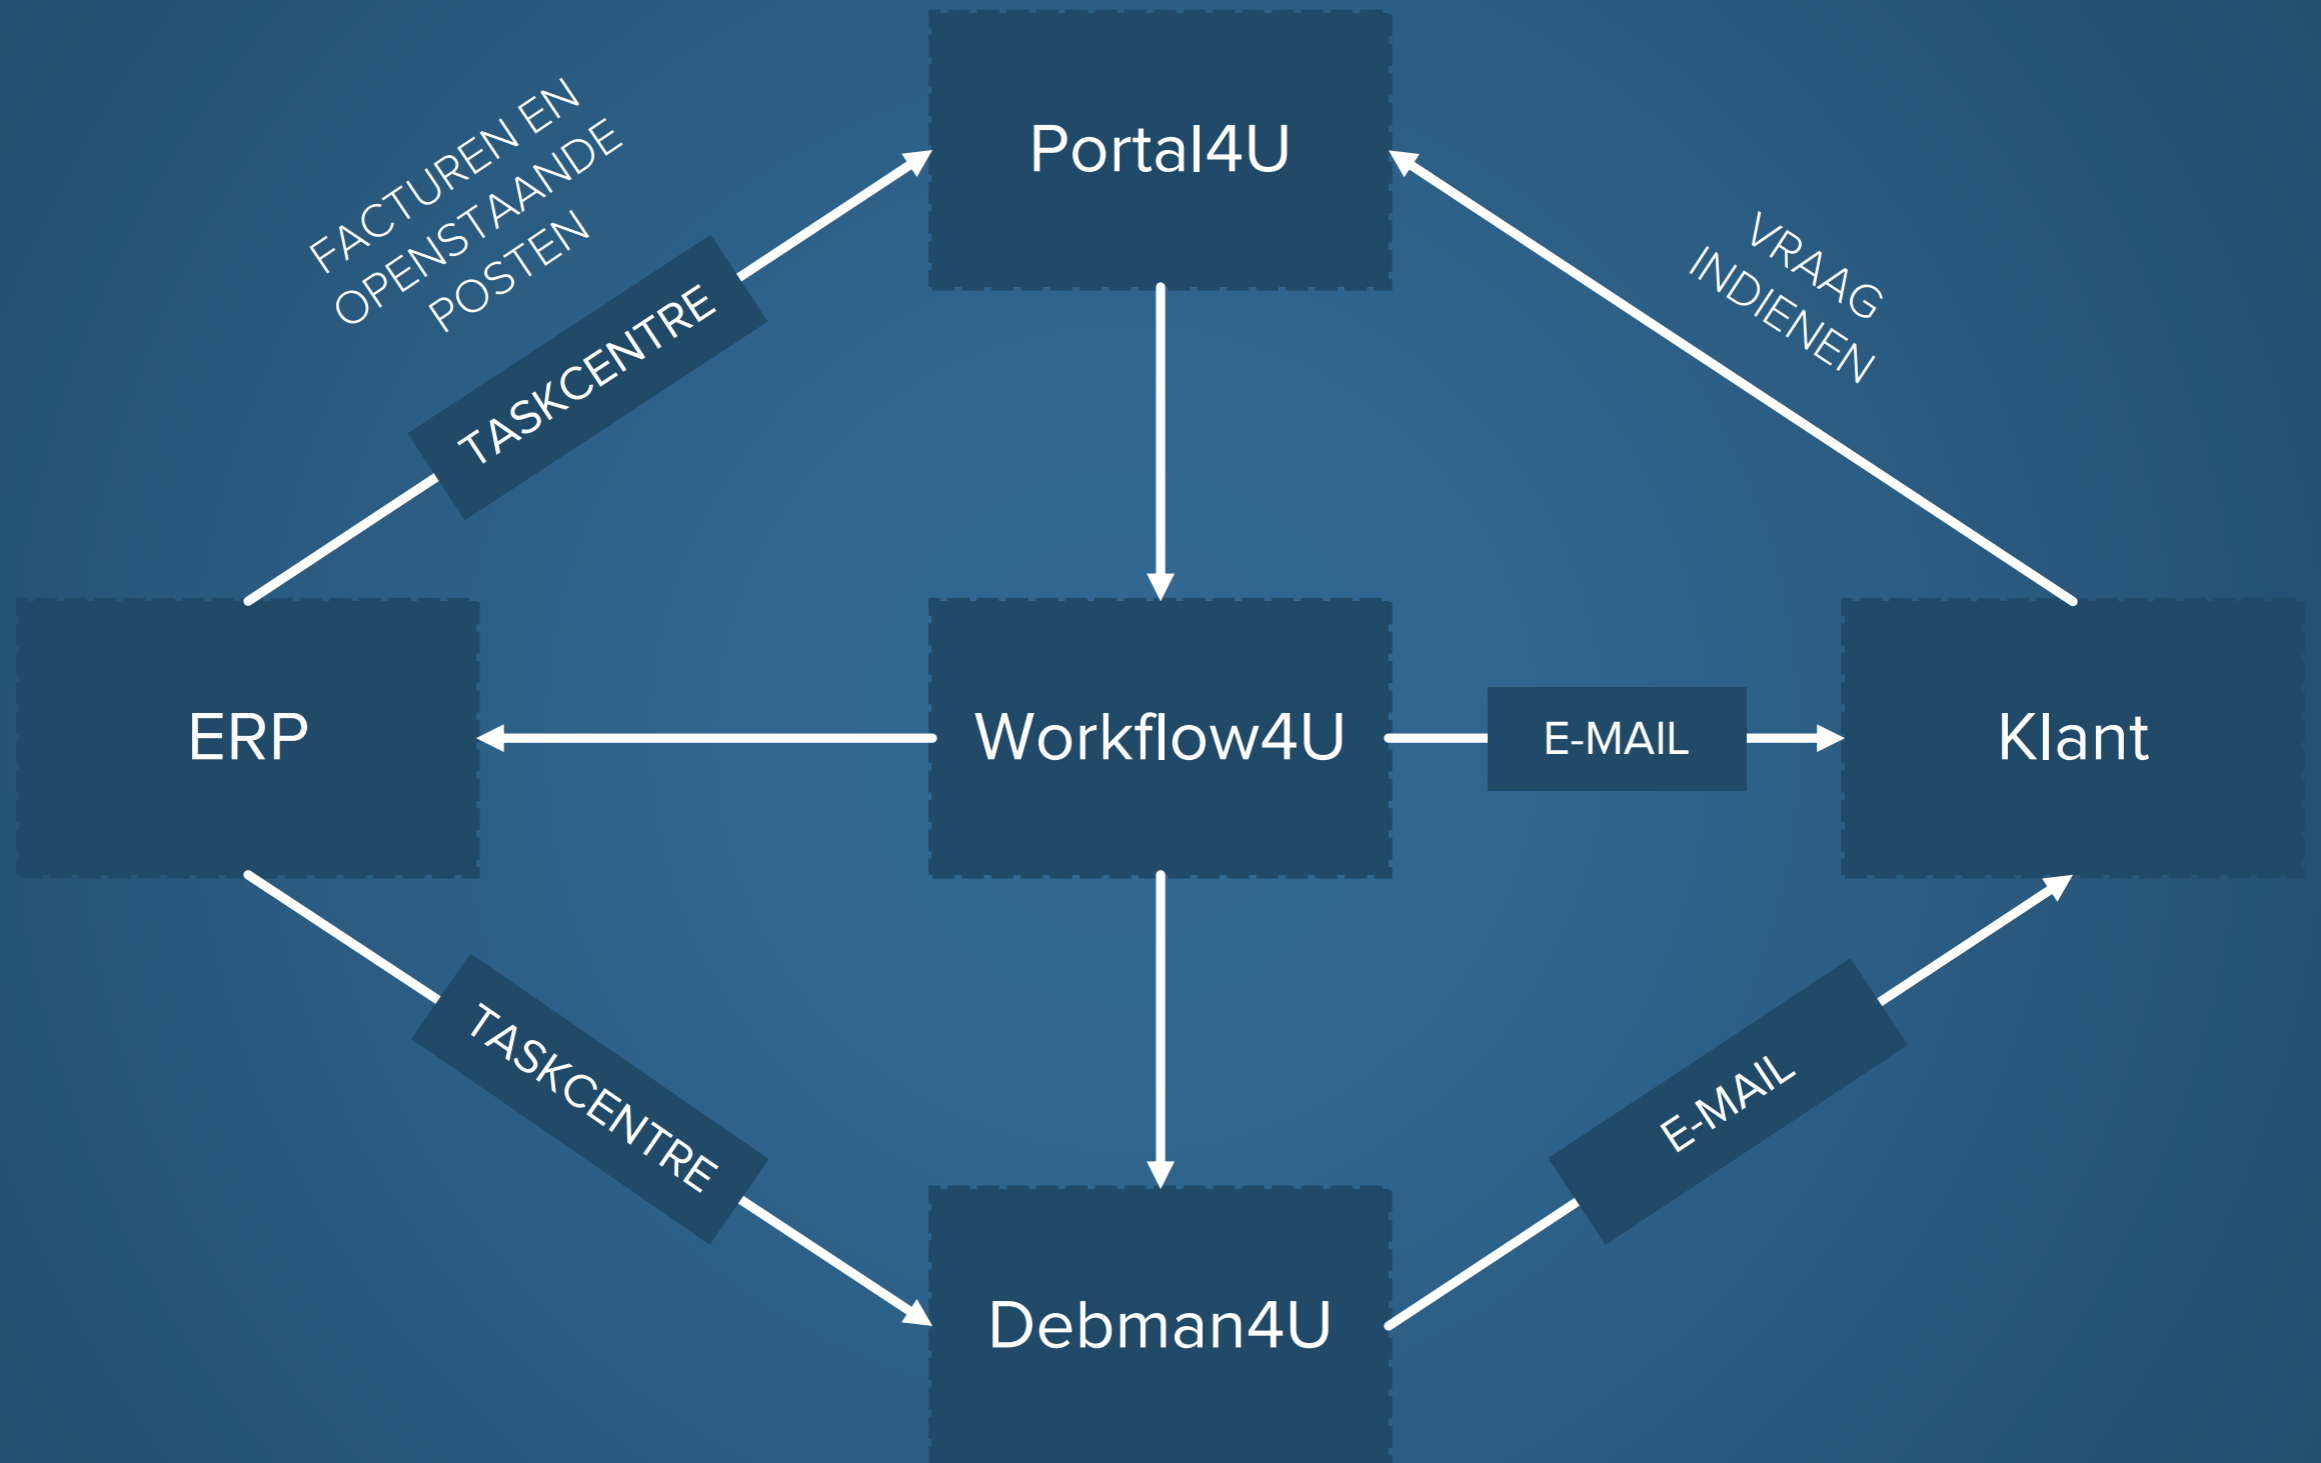 Portal4U
FACTUREN EN
OPENSTAANDE
POSTEN
TASKCENTRE
VRAAG
INDIENEN
ERP
Workflow4U
E-MAIL
Klant
TASKCENTRE
E-MAIL
Debman4U